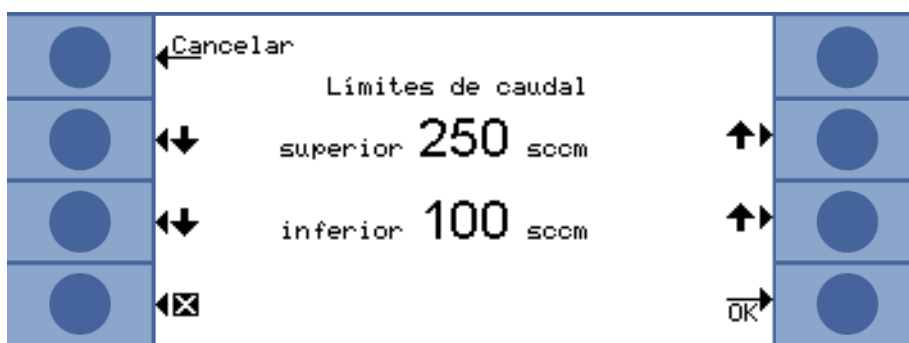 Cancelar
Límites de caudal
superior 250 sccm
inferior 100 sccm
OK